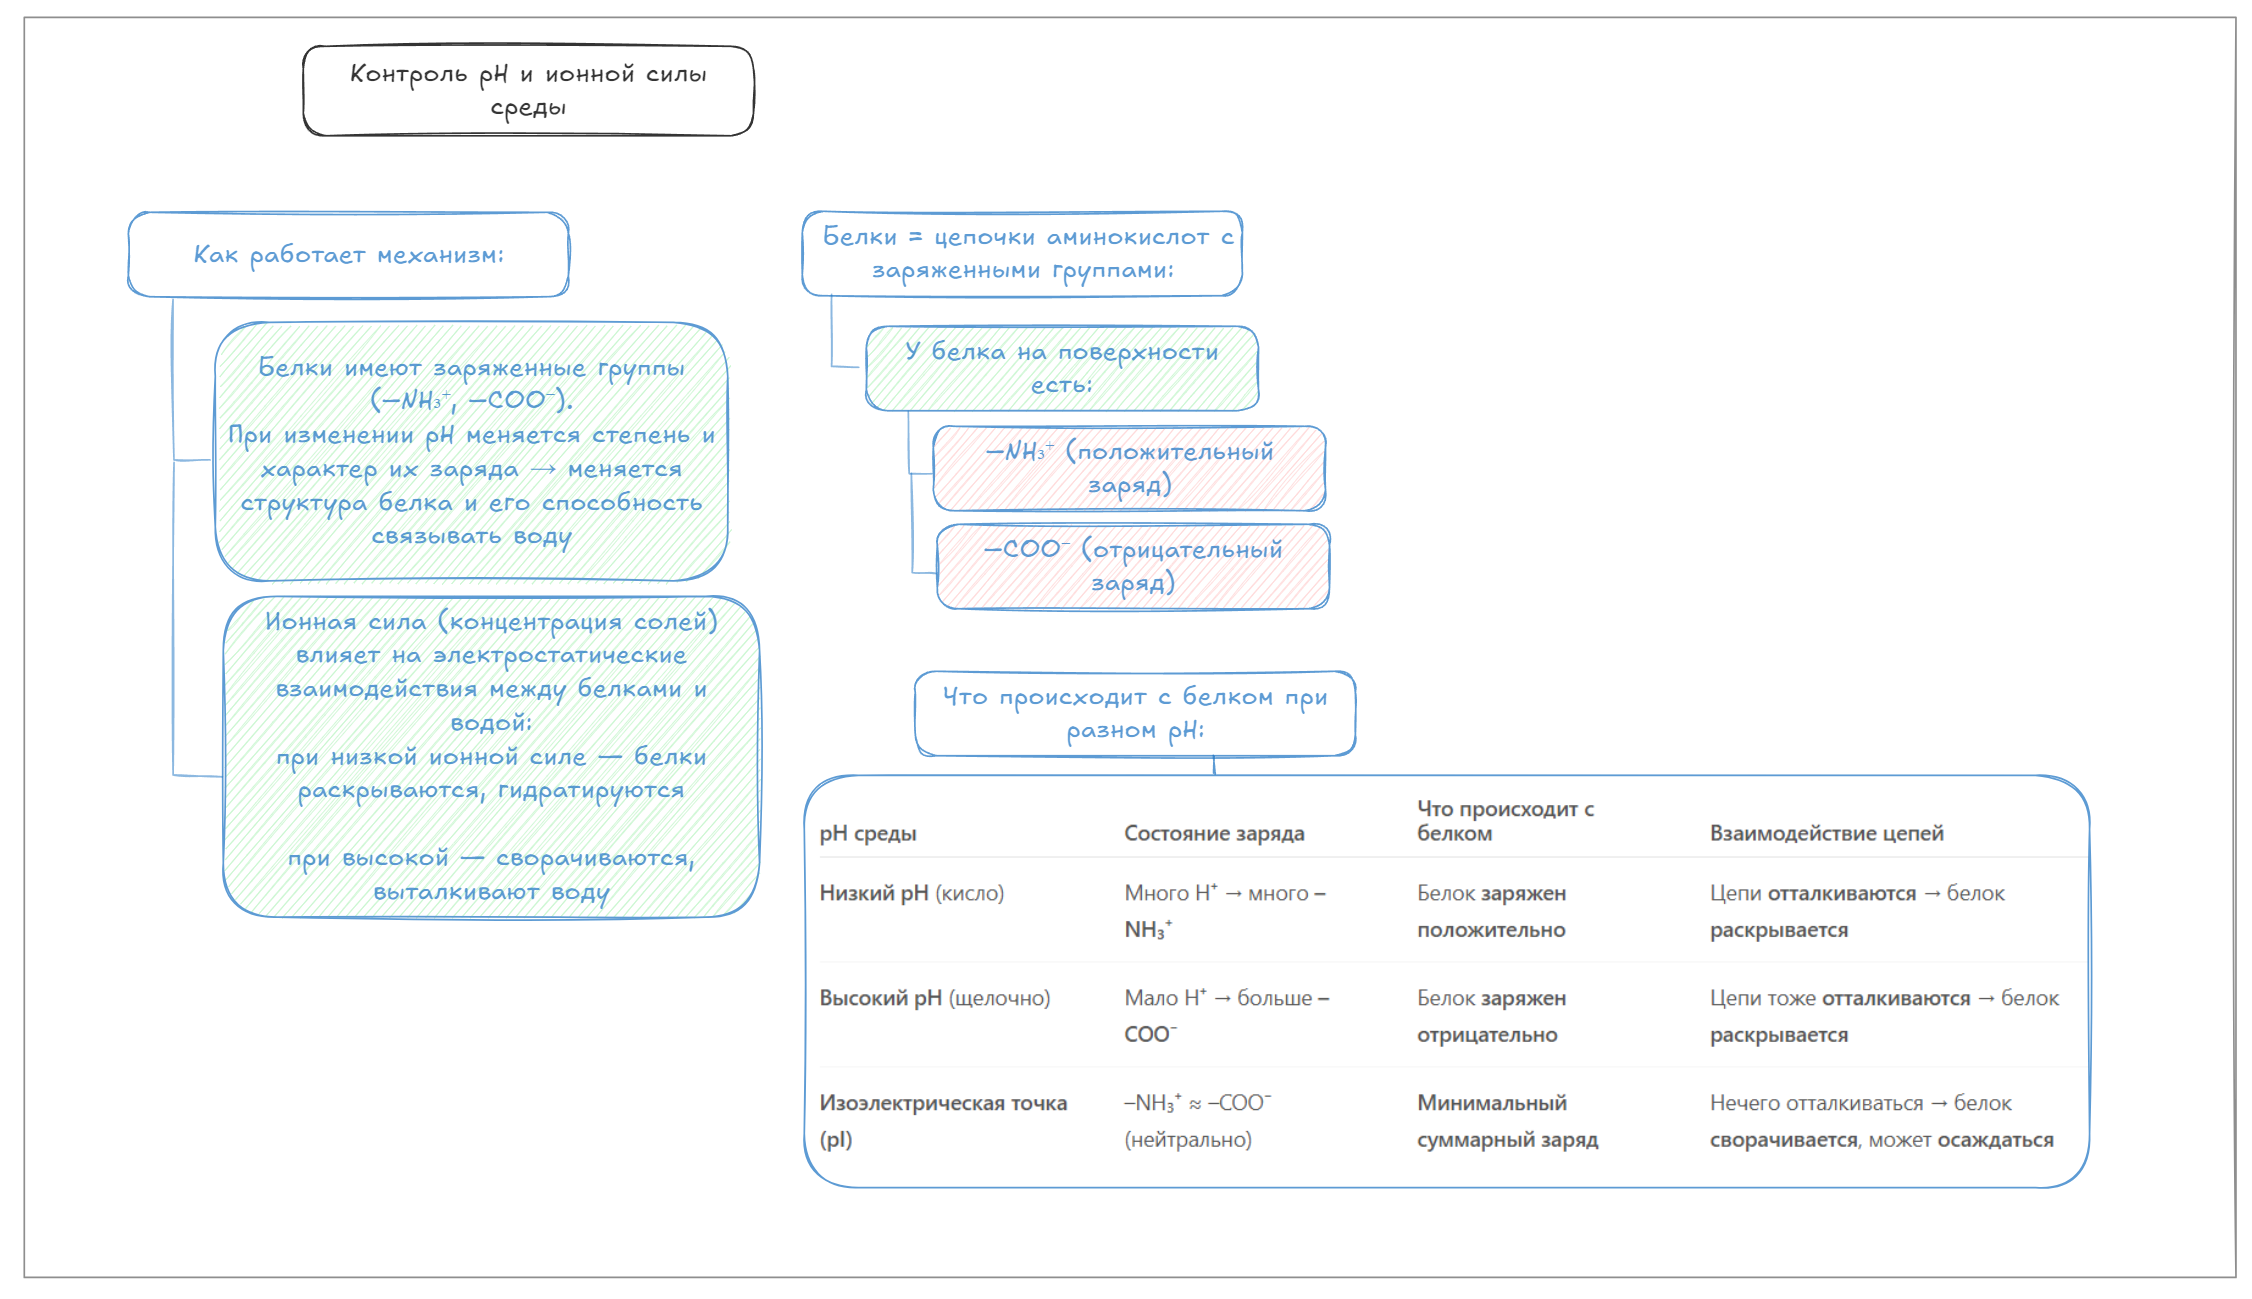 Контроль pH и ионной силы
среды
Как работает механизм:
Белки имеют заряженные группы
(—NH₃⁺, —COO⁻).
При изменении pH меняется степень и
характер их заряда → меняется
структура белка и его способность
связывать воду
Ионная сила (концентрация солей)
влияет на электростатические
взаимодействия между белками и
водой:
при низкой ионной силе — белки
раскрываются, гидратируются
при высокой — сворачиваются,
выталкивают воду
Белки = цепочки аминокислот с
заряженными группами:
У белка на поверхности
есть:
—NH₃⁺ (положительный
заряд)
—COO⁻ (отрицательный
заряд)
Что происходит с белком при
разном pH:
pH среды
Состояние заряда
Что происходит с
белком
Взаимодействие цепей
Низкий pH (кисло)
Много H⁺ → много –
NH₃⁺
Белок заряжен
положительно
Цепи отталкиваются → белок
раскрывается
Высокий pH (щелочно)
Мало H⁺ → больше –
COO⁻
Белок заряжен
отрицательно
Цепи тоже отталкиваются → белок
раскрывается
Изоэлектрическая точка
(pI)
–NH₃⁺ ≈ –COO⁻
(нейтрально)
Минимальный
суммарный заряд
Нечего отталкиваться → белок
сворачивается, может осаждаться